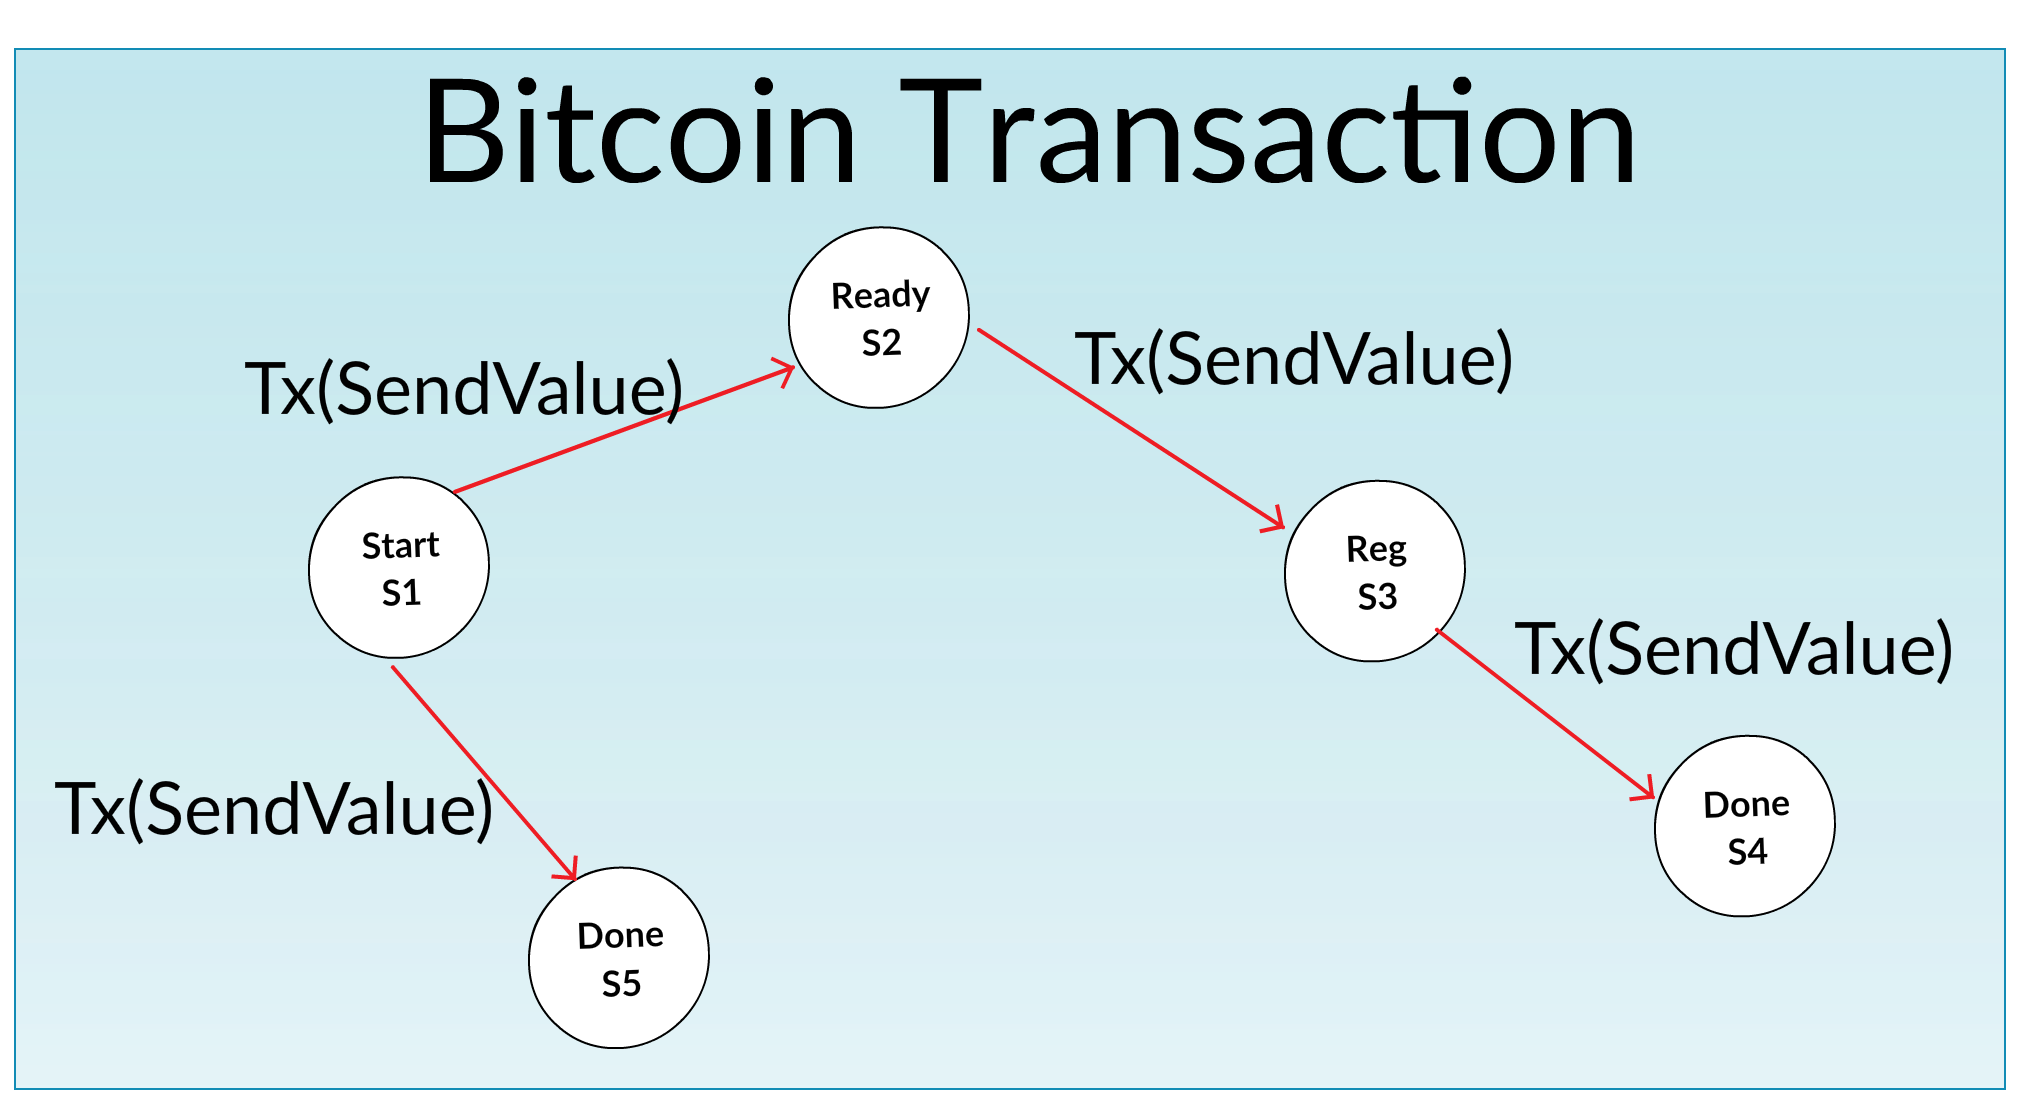 Bitcoin Transaction
Ready
S2
Tx(SendValue)
Tx(SendValue)
Start
S1
Reg
S3
Tx(SendValue)
Tx(SendValue)
Done
S4
Done
S5